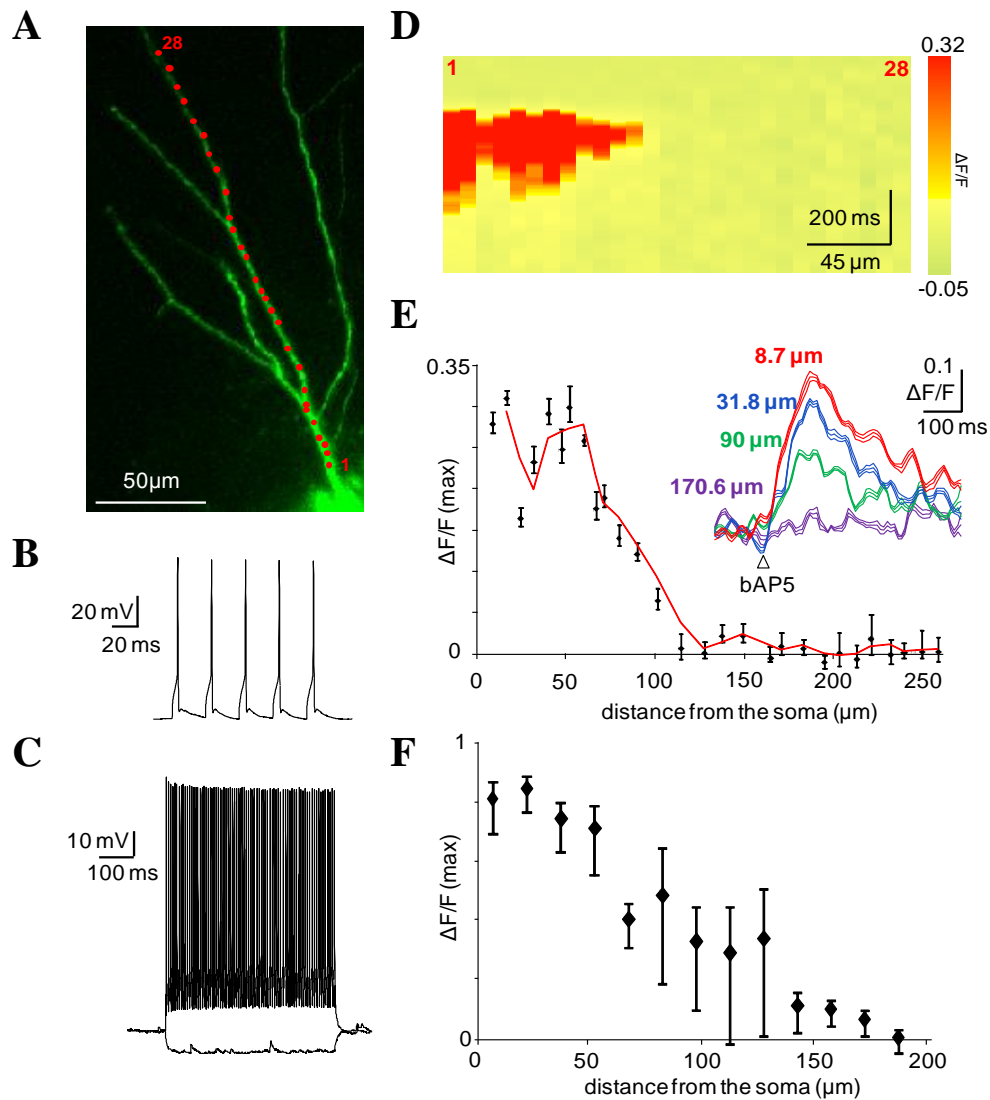 A
28
1
50µm
B
20 mV
20 ms
C
10 mV
100 ms
D
1
28
0.32
ΔF/F
-0.05
200 ms
45 µm
E
0.35
0
ΔF/F (max)
0
50
100
150
200
250
distance from the soma (µm)
8.7 µm
31.8 µm
90 µm
170.6 µm
bAP5
0.1
ΔF/F
100 ms
F
1
0
ΔF/F (max)
0
50
100
150
200
distance from the soma (µm)